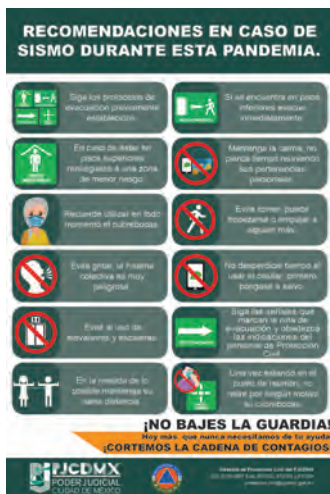 RECOMENDACIONES EN CASO DE
SISMO DURANTE ESTA PANDEMIA.
Siga los protocolos de
evacuación previamente
establecidos.
Si se encuentra en pisos
inferiores evacue
inmediatamente.
En caso de estar en
pisos superiores
repliéguese a una zona
de menor riesgo.
Mantenga la calma, no
pierda tiempo reuniendo
sus pertenencias
personales.
Recuerde utilizar en todo
momento el cubrebocas.
Evite correr, puede
tropezarse o empujar a
alguien más.
Evite gritar, la histeria
colectiva es muy
peligrosa.
No desperdicie tiempo al
usar el celular, primero
póngase a salvo.
Evite el uso de
elevadores y escaleras.
Siga las señales que
marcan la ruta de
evacuación y obedezca
las indicaciones del
personal de Protección
Civil.
En la medida de lo
posible mantenga su
sana distancia.
Una vez estando en el
punto de reunión, no
retire por ningún motivo
su cubrebocas.
¡NO BAJES LA GUARDIA!
Hoy más que nunca necesitamos de tu ayuda
¡CORTEMOS LA CADENA DE CONTAGIOS!
PJCDMX
PODER JUDICIAL
CIUDAD DE MÉXICO
Dirección de Protección Civil del PJCDMX